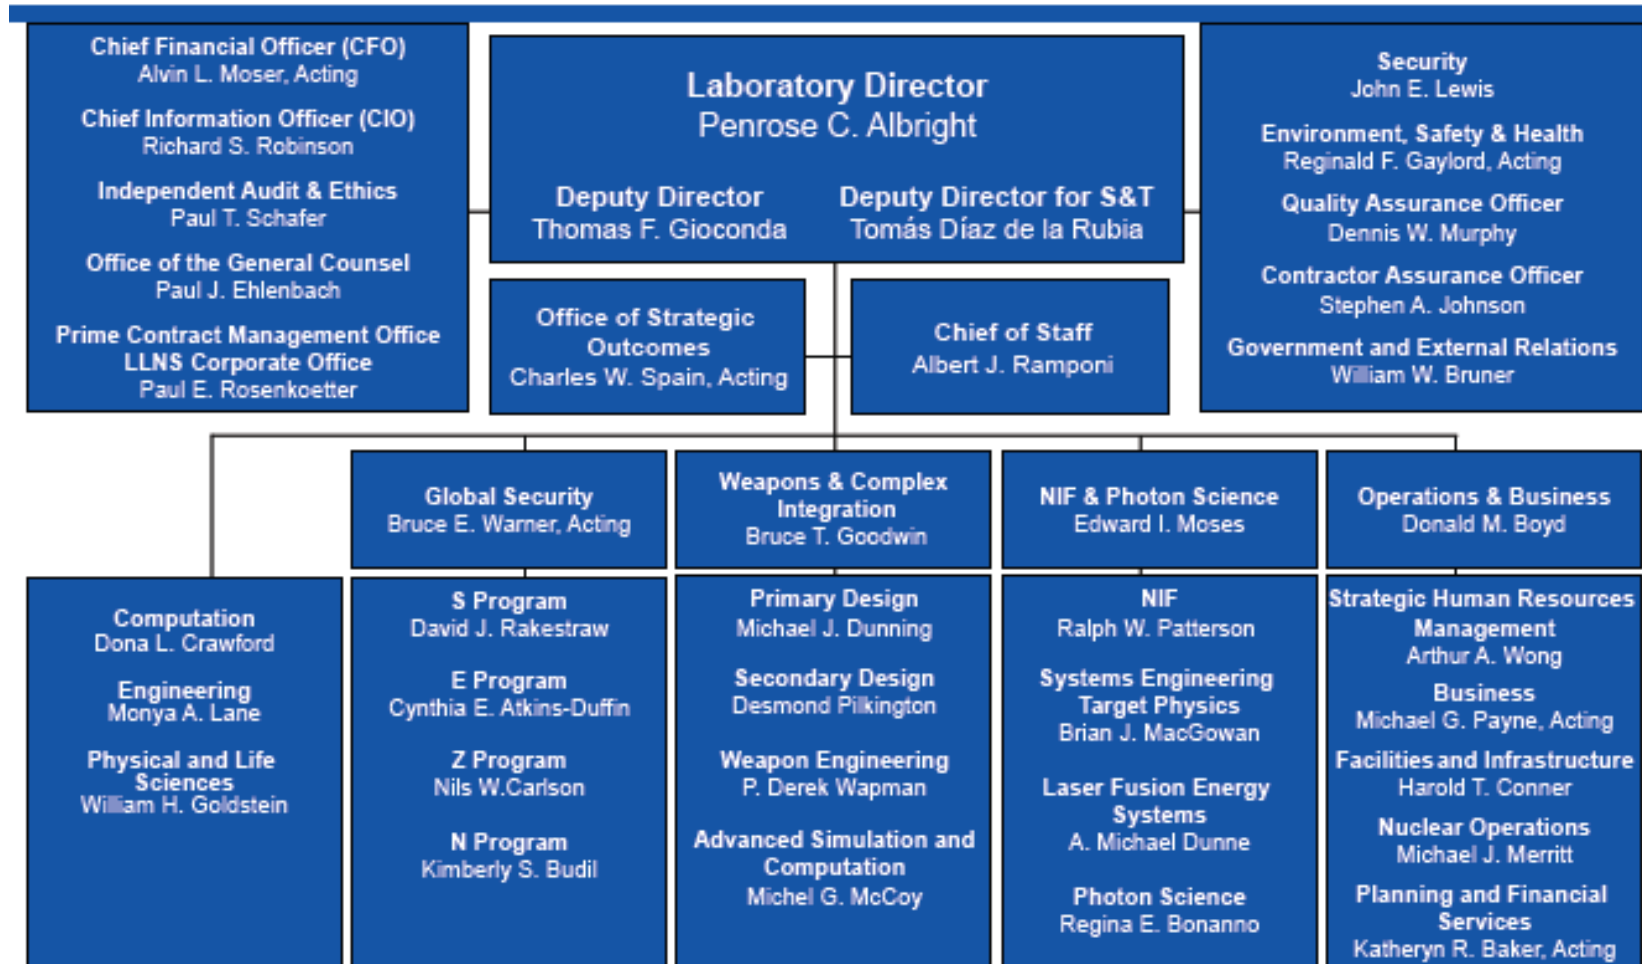 Chief Financial Officer (CFO)
Alvin L. Moser, Acting
Chief Information Officer (CIO)
Richard S. Robinson
Independent Audit & Ethics
Paul T. Schafer
Office of the General Counsel
Paul J. Ehlenbach
Prime Contract Management Office
LLNS Corporate Office
Paul E. Rosenkoetter
Laboratory Director
Penrose C. Albright
Deputy Director
Thomas F. Gioconda
Deputy Director for S&T
Tomás Díaz de la Rubia
Security
John E. Lewis
Environment, Safety & Health
Reginald F. Gaylord, Acting
Quality Assurance Officer
Dennis W. Murphy
Contractor Assurance Officer
Stephen A. Johnson
Government and External Relations
William W. Bruner
Office of Strategic
Outcomes
Charles W. Spain, Acting
Chief of Staff
Albert J. Ramponi
Global Security
Bruce E. Warner, Acting
Weapons & Complex
Integration
Bruce T. Goodwin
NIF & Photon Science
Edward I. Moses
Operations & Business
Donald M. Boyd
Computation
Dona L. Crawford
Engineering
Monya A. Lane
Physical and Life
Sciences
William H. Goldstein
S Program
David J. Rakestraw
E Program
Cynthia E. Atkins-Duffin
Z Program
Nils W.Carlson
N Program
Kimberly S. Budil
Primary Design
Michael J. Dunning
Secondary Design
Desmond Pilkington
Weapon Engineering
P. Derek Wapman
Advanced Simulation and
Computation
Michel G. McCoy
NIF
Ralph W. Patterson
Systems Engineering
Target Physics
Brian J. MacGowan
Laser Fusion Energy
Systems
A. Michael Dunne
Photon Science
Regina E. Bonanno
Strategic Human Resources
Management
Arthur A. Wong
Business
Michael G. Payne, Acting
Facilities and Infrastructure
Harold T. Conner
Nuclear Operations
Michael J. Merritt
Planning and Financial
Services
Katheryn R. Baker, Acting